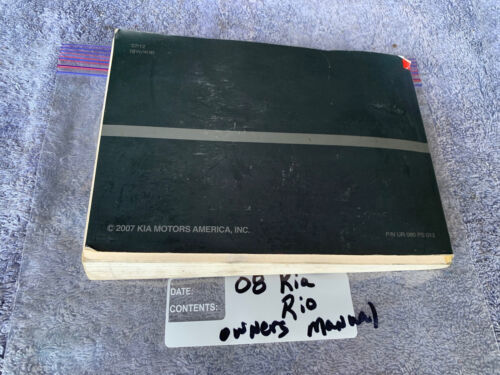 © 2007 KIA MOTORS AMERICA, INC.
P/N UR 080 PS 013
DATE:
CONTENTS:
08 Kia
Rio
owners Manual